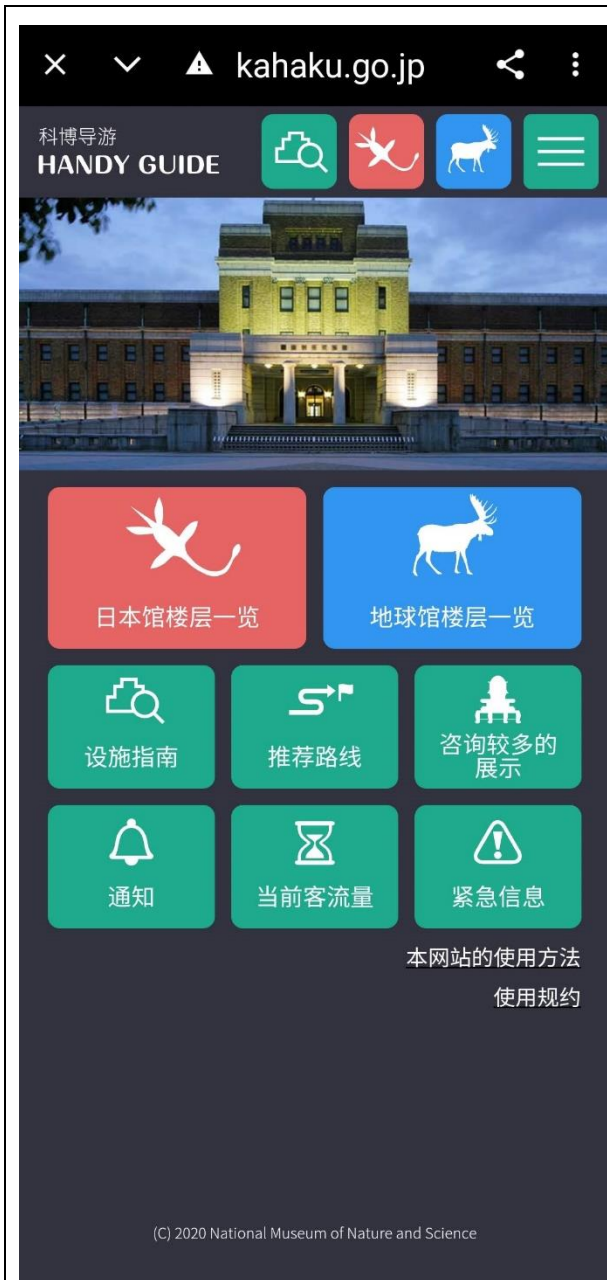 kahaku.go.jp
科博导游
HANDY GUIDE
日本馆楼层一览
地球馆楼层一览
设施指南
推荐路线
咨询较多的
展示
通知
当前客流量
紧急信息
本网站的使用方法
使用规约
(C) 2020 National Museum of Nature and Science